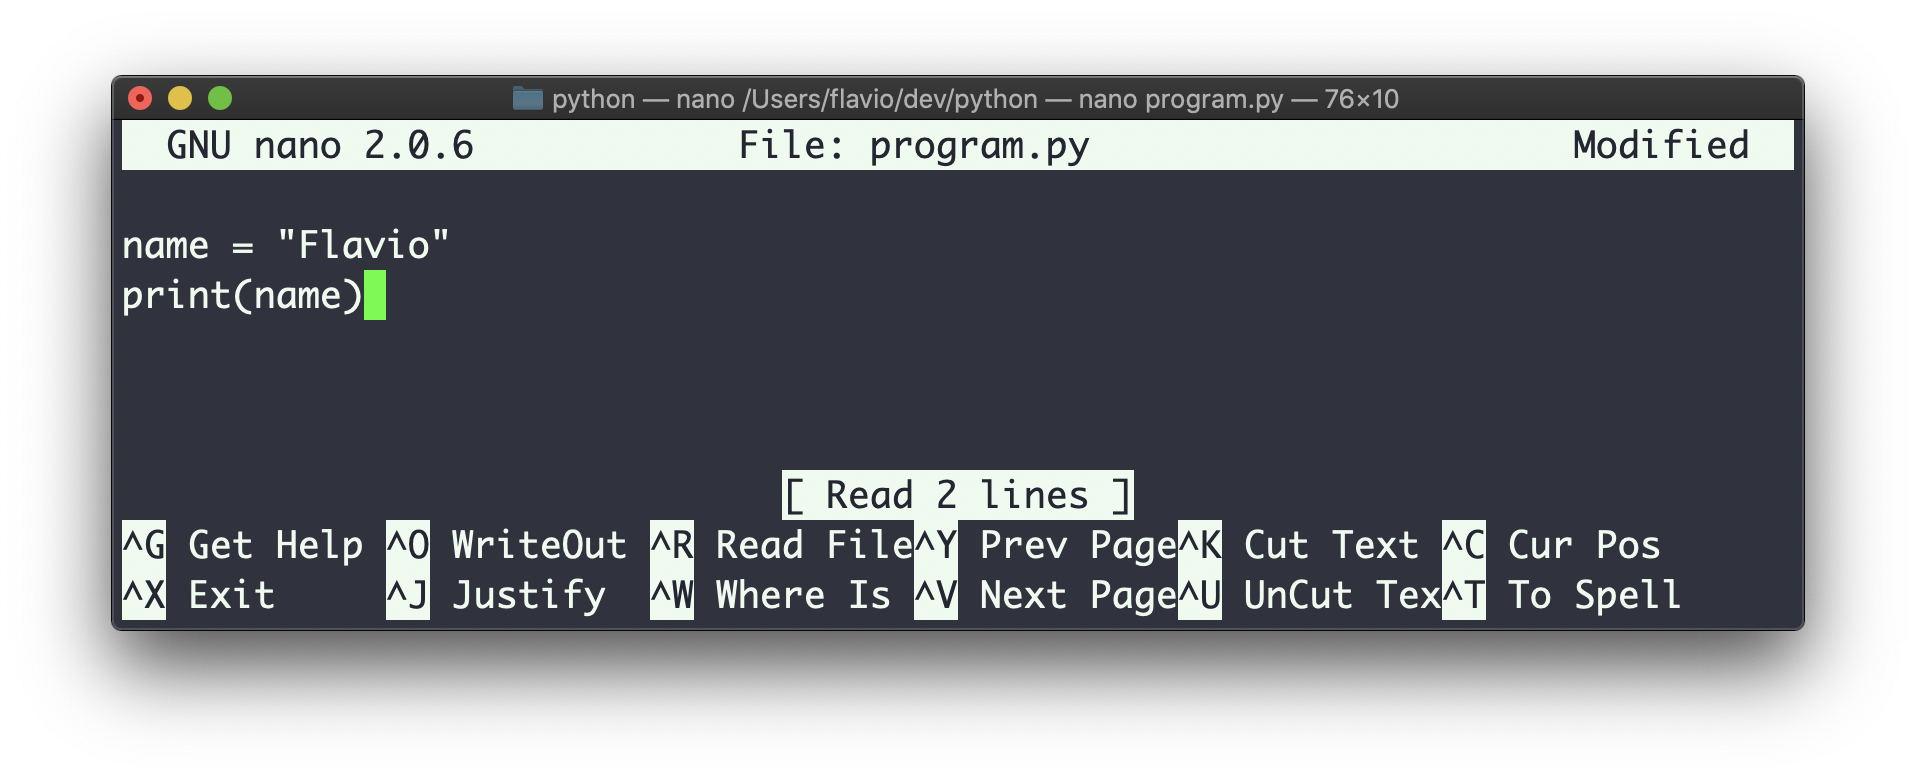 python — nano /Users/flavio/dev/python — nano program.py — 76×10
GNU nano 2.0.6 File: program.py Modified
name = "Flavio"
print(name)
[ Read 2 lines ]
^G Get Help ^O WriteOut ^R Read File^Y Prev Page^K Cut Text ^C Cur Pos
^X Exit ^J Justify ^W Where Is ^V Next Page^U UnCut Tex^T To Spell